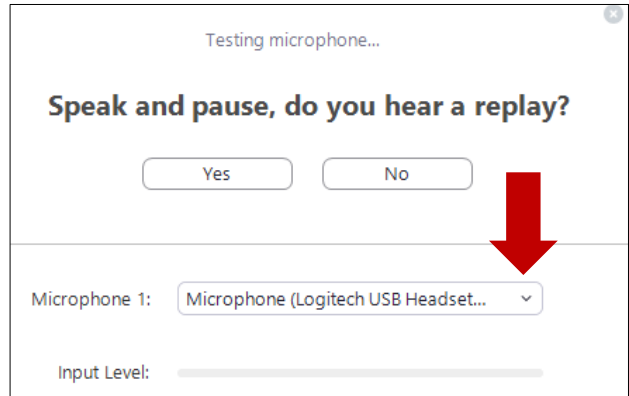 Testing microphone...
Speak and pause, do you hear a replay?
Yes No
Microphone 1: Microphone (Logitech USB Headset...
Input Level: